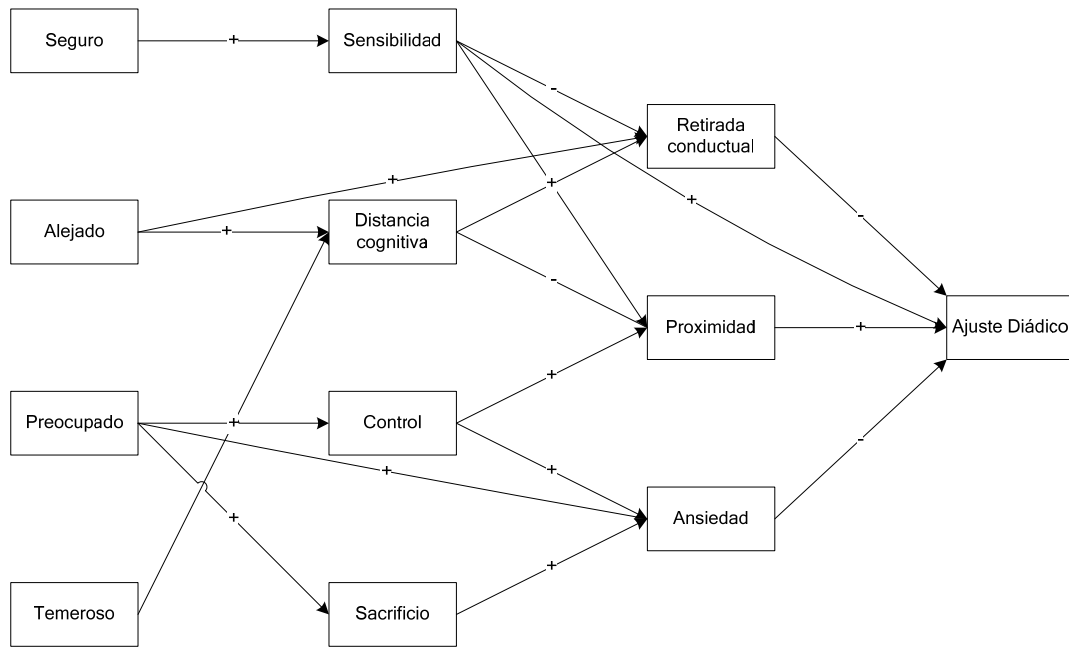 Seguro
+
Sensibilidad
-
Retirada
conductual
+
+
Alejado
+
Distancia
cognitiva
+
-
-
Proximidad
+
Ajuste Diádico
+
Preocupado
+
Control
+
+
-
Ansiedad
+
+
Temeroso
Sacrificio